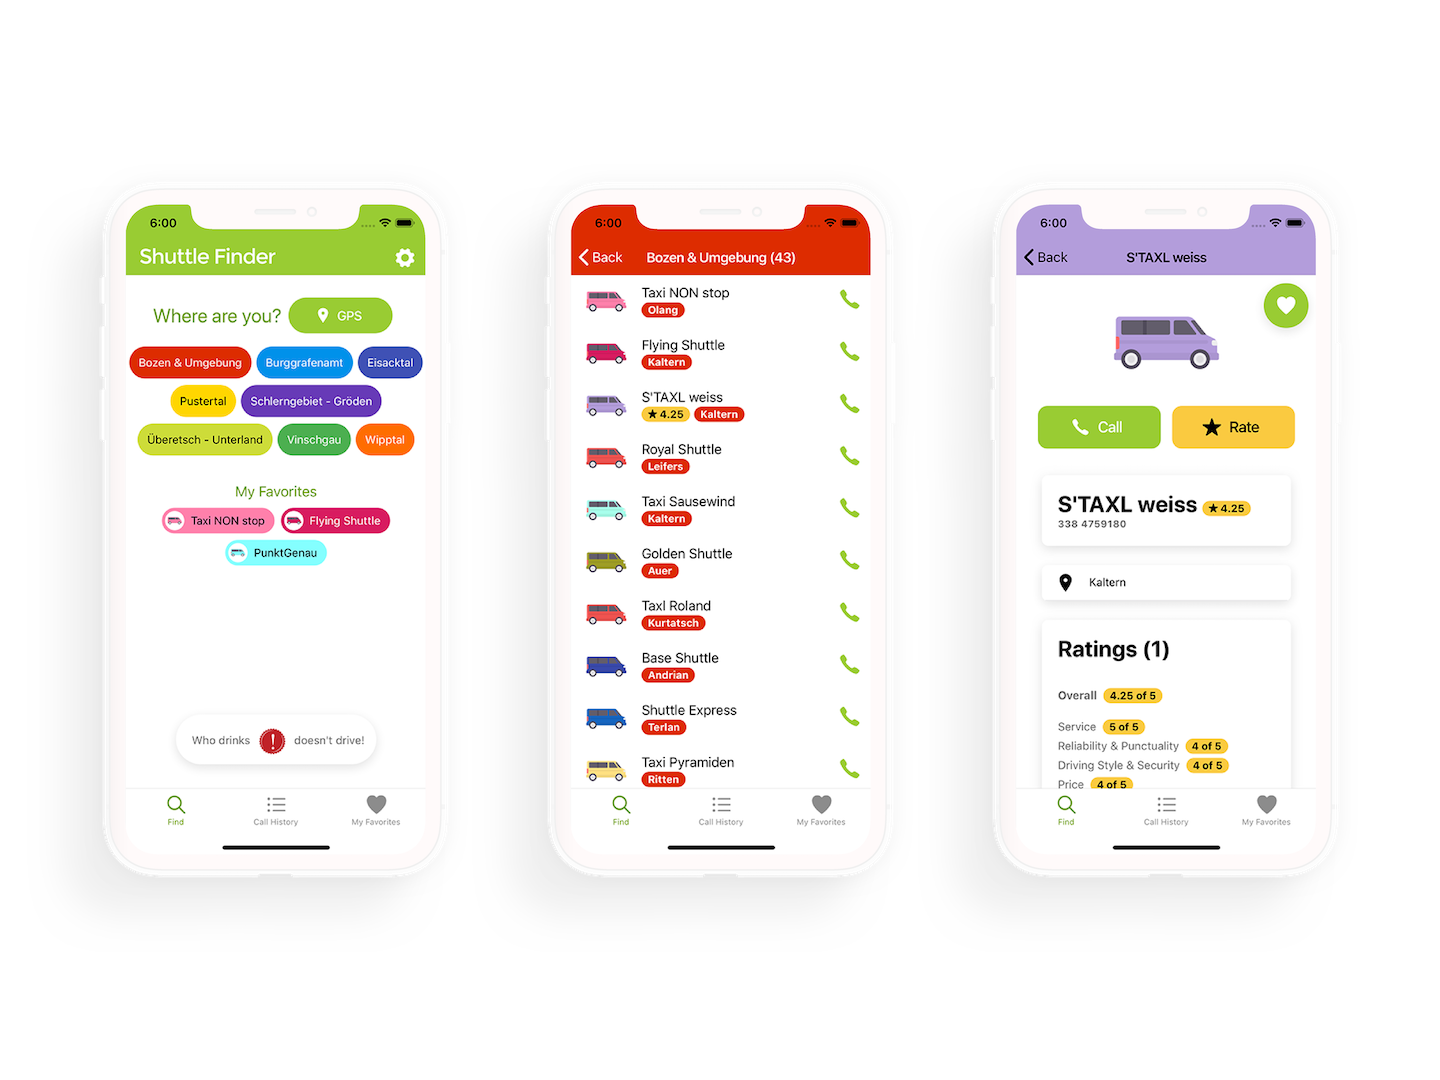 6:00
Shuttle Finder
Where are you? GPS
Bozen & Umgebung Burggrafenamt Eisacktal
Pustertal Schlerngebiet - Gröden
Überetsch - Unterland Vinschgau Wipptal
My Favorites
Taxi NON stop Flying Shuttle
PunktGenau
Who drinks ! doesn't drive!
Find Call History My Favorites
6:00
Back Bozen & Umgebung (43)
Taxi NON stop
Olang
Flying Shuttle
Kaltern
S'TAXL weiss
★ 4.25 Kaltern
Royal Shuttle
Leifers
Taxi Sausewind
Kaltern
Golden Shuttle
Auer
Taxl Roland
Kurtatsch
Base Shuttle
Andrian
Shuttle Express
Terlan
Taxi Pyramiden
Ritten
Find Call History My Favorites
6:00
Back S'TAXL weiss
Call Rate
S'TAXL weiss ★ 4.25
338 4759180
Kaltern
Ratings (1)
Overall 4.25 of 5
Service 5 of 5
Reliability & Punctuality 4 of 5
Driving Style & Security 4 of 5
Price 4 of 5
Find Call History My Favorites